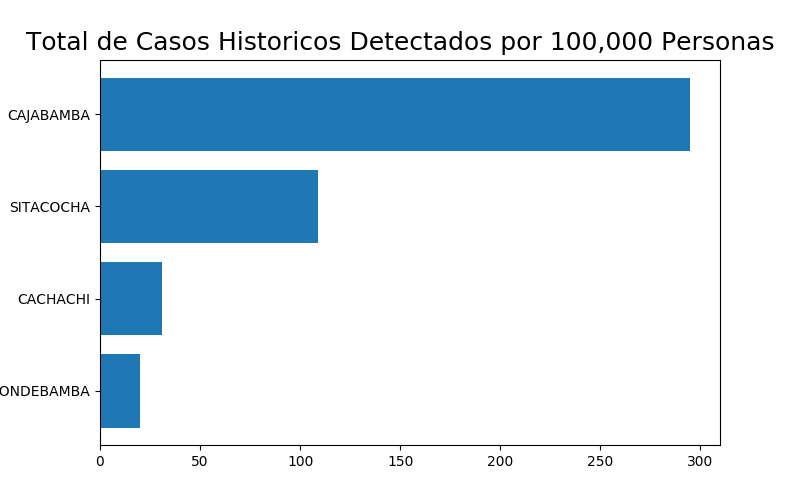 Total de Casos Historicos Detectados por 100,000 Personas
CAJABAMBA
SITACOCHA
CACHACHI
ONDEBAMBA
0 50 100 150 200 250 300